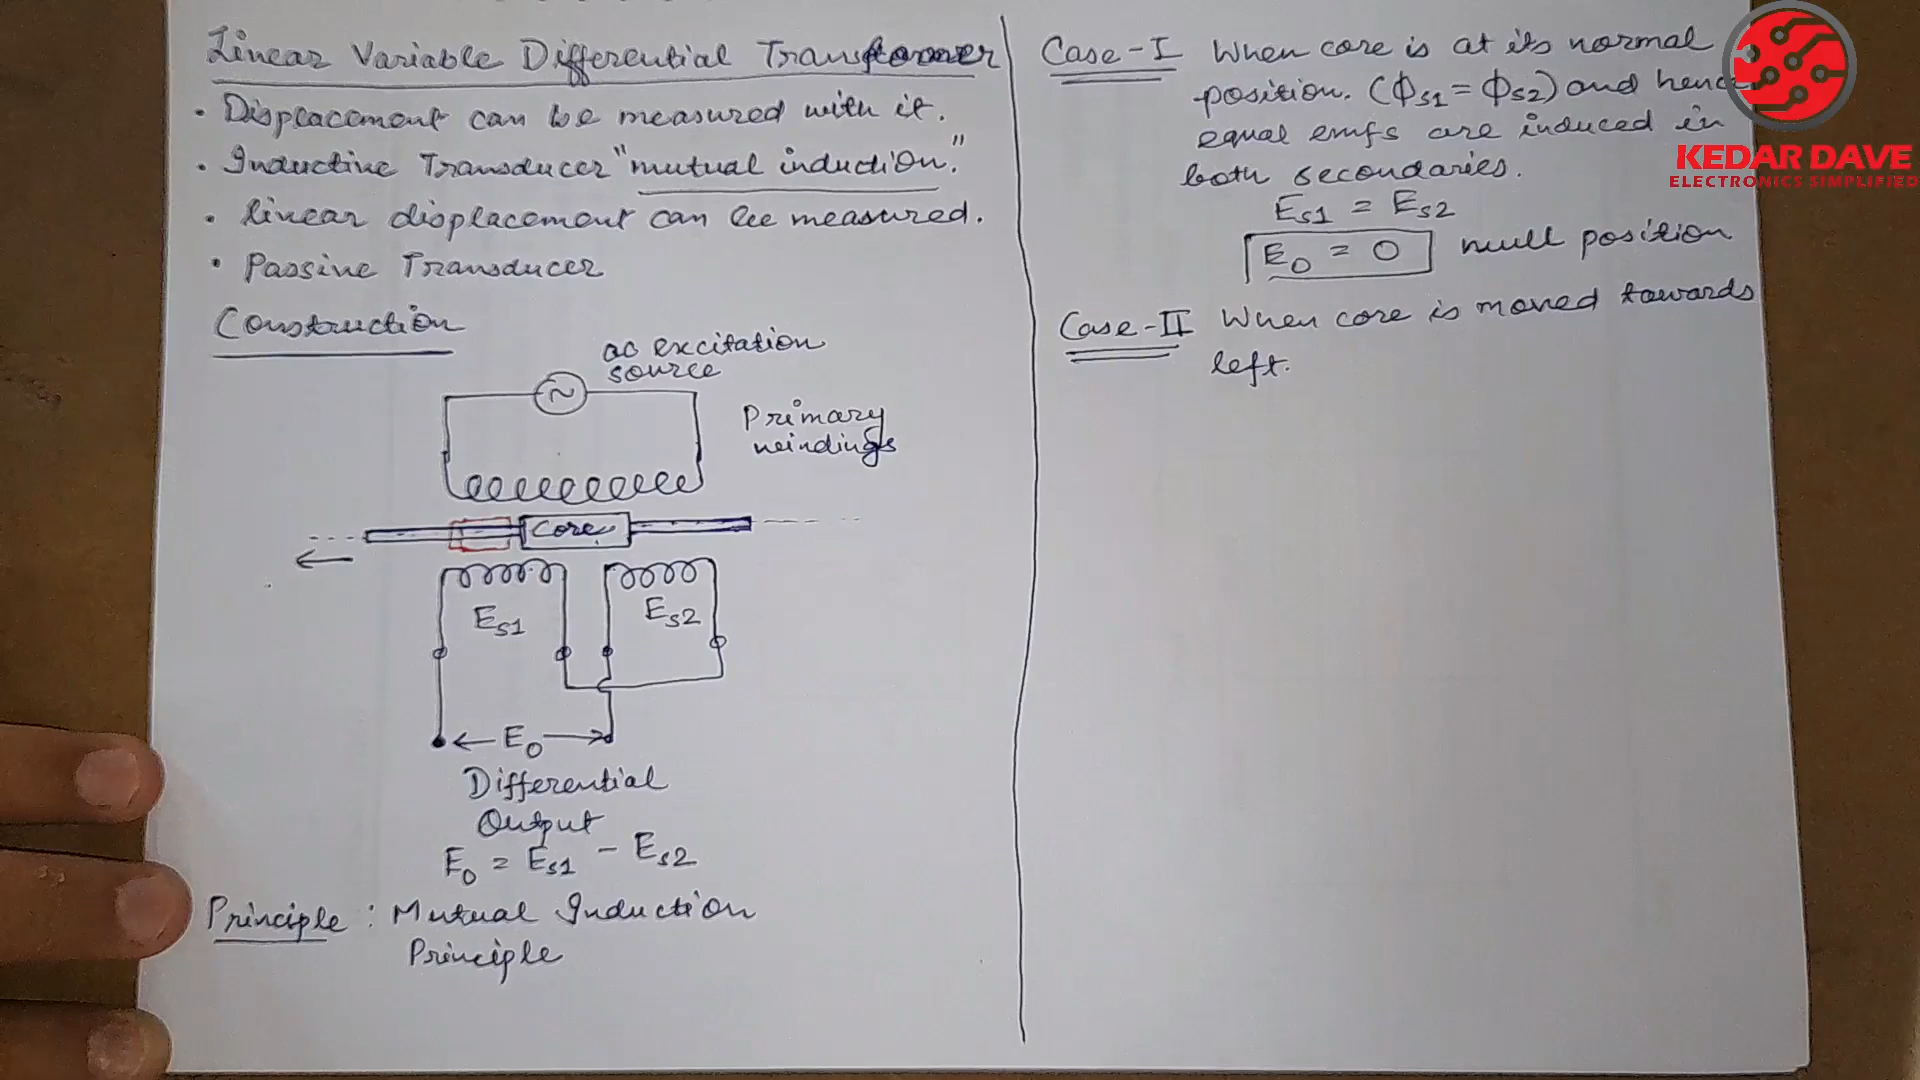 Linear Variable Differential Transformer
• Displacement can be measured with it.
• Inductive Transducer "mutual induction."
• linear displacement can be measured.
• Passive Transducer
Construction
ac excitation
source
~
Primary
windings
Core
Es1
Es2
Eo
Differential
Output
Eo = Es1 - Es2
Principle : Mutual Induction
Principle
Case-I When core is at its normal
position. (Φs1 = Φs2) and hence
equal emfs are induced in
both secondaries.
Es1 = Es2
Eo = 0 null position
Case-II When core is moved towards
left.
KEDAR DAVE
ELECTRONICS SIMPLIFIED